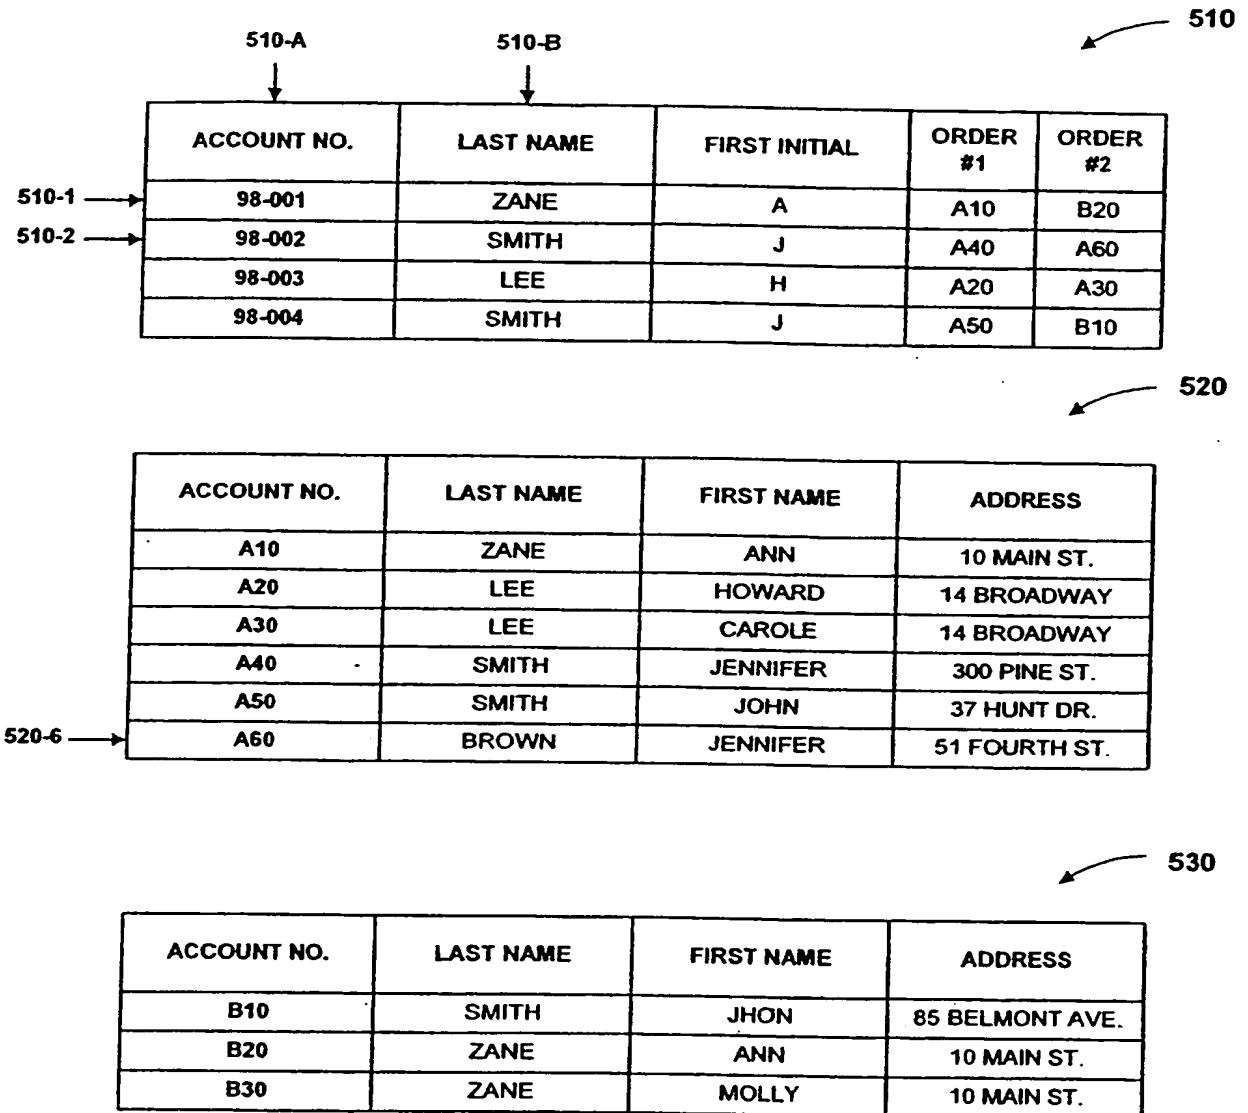 510
510-A 510-B
ACCOUNT NO. LAST NAME FIRST INITIAL ORDER #1 ORDER #2
510-1 98-001 ZANE A A10 B20
510-2 98-002 SMITH J A40 A60
98-003 LEE H A20 A30
98-004 SMITH J A50 B10
520
ACCOUNT NO. LAST NAME FIRST NAME ADDRESS
A10 ZANE ANN 10 MAIN ST.
A20 LEE HOWARD 14 BROADWAY
A30 LEE CAROLE 14 BROADWAY
A40 SMITH JENNIFER 300 PINE ST.
A50 SMITH JOHN 37 HUNT DR.
520-6 A60 BROWN JENNIFER 51 FOURTH ST.
530
ACCOUNT NO. LAST NAME FIRST NAME ADDRESS
B10 SMITH JHON 85 BELMONT AVE.
B20 ZANE ANN 10 MAIN ST.
B30 ZANE MOLLY 10 MAIN ST.